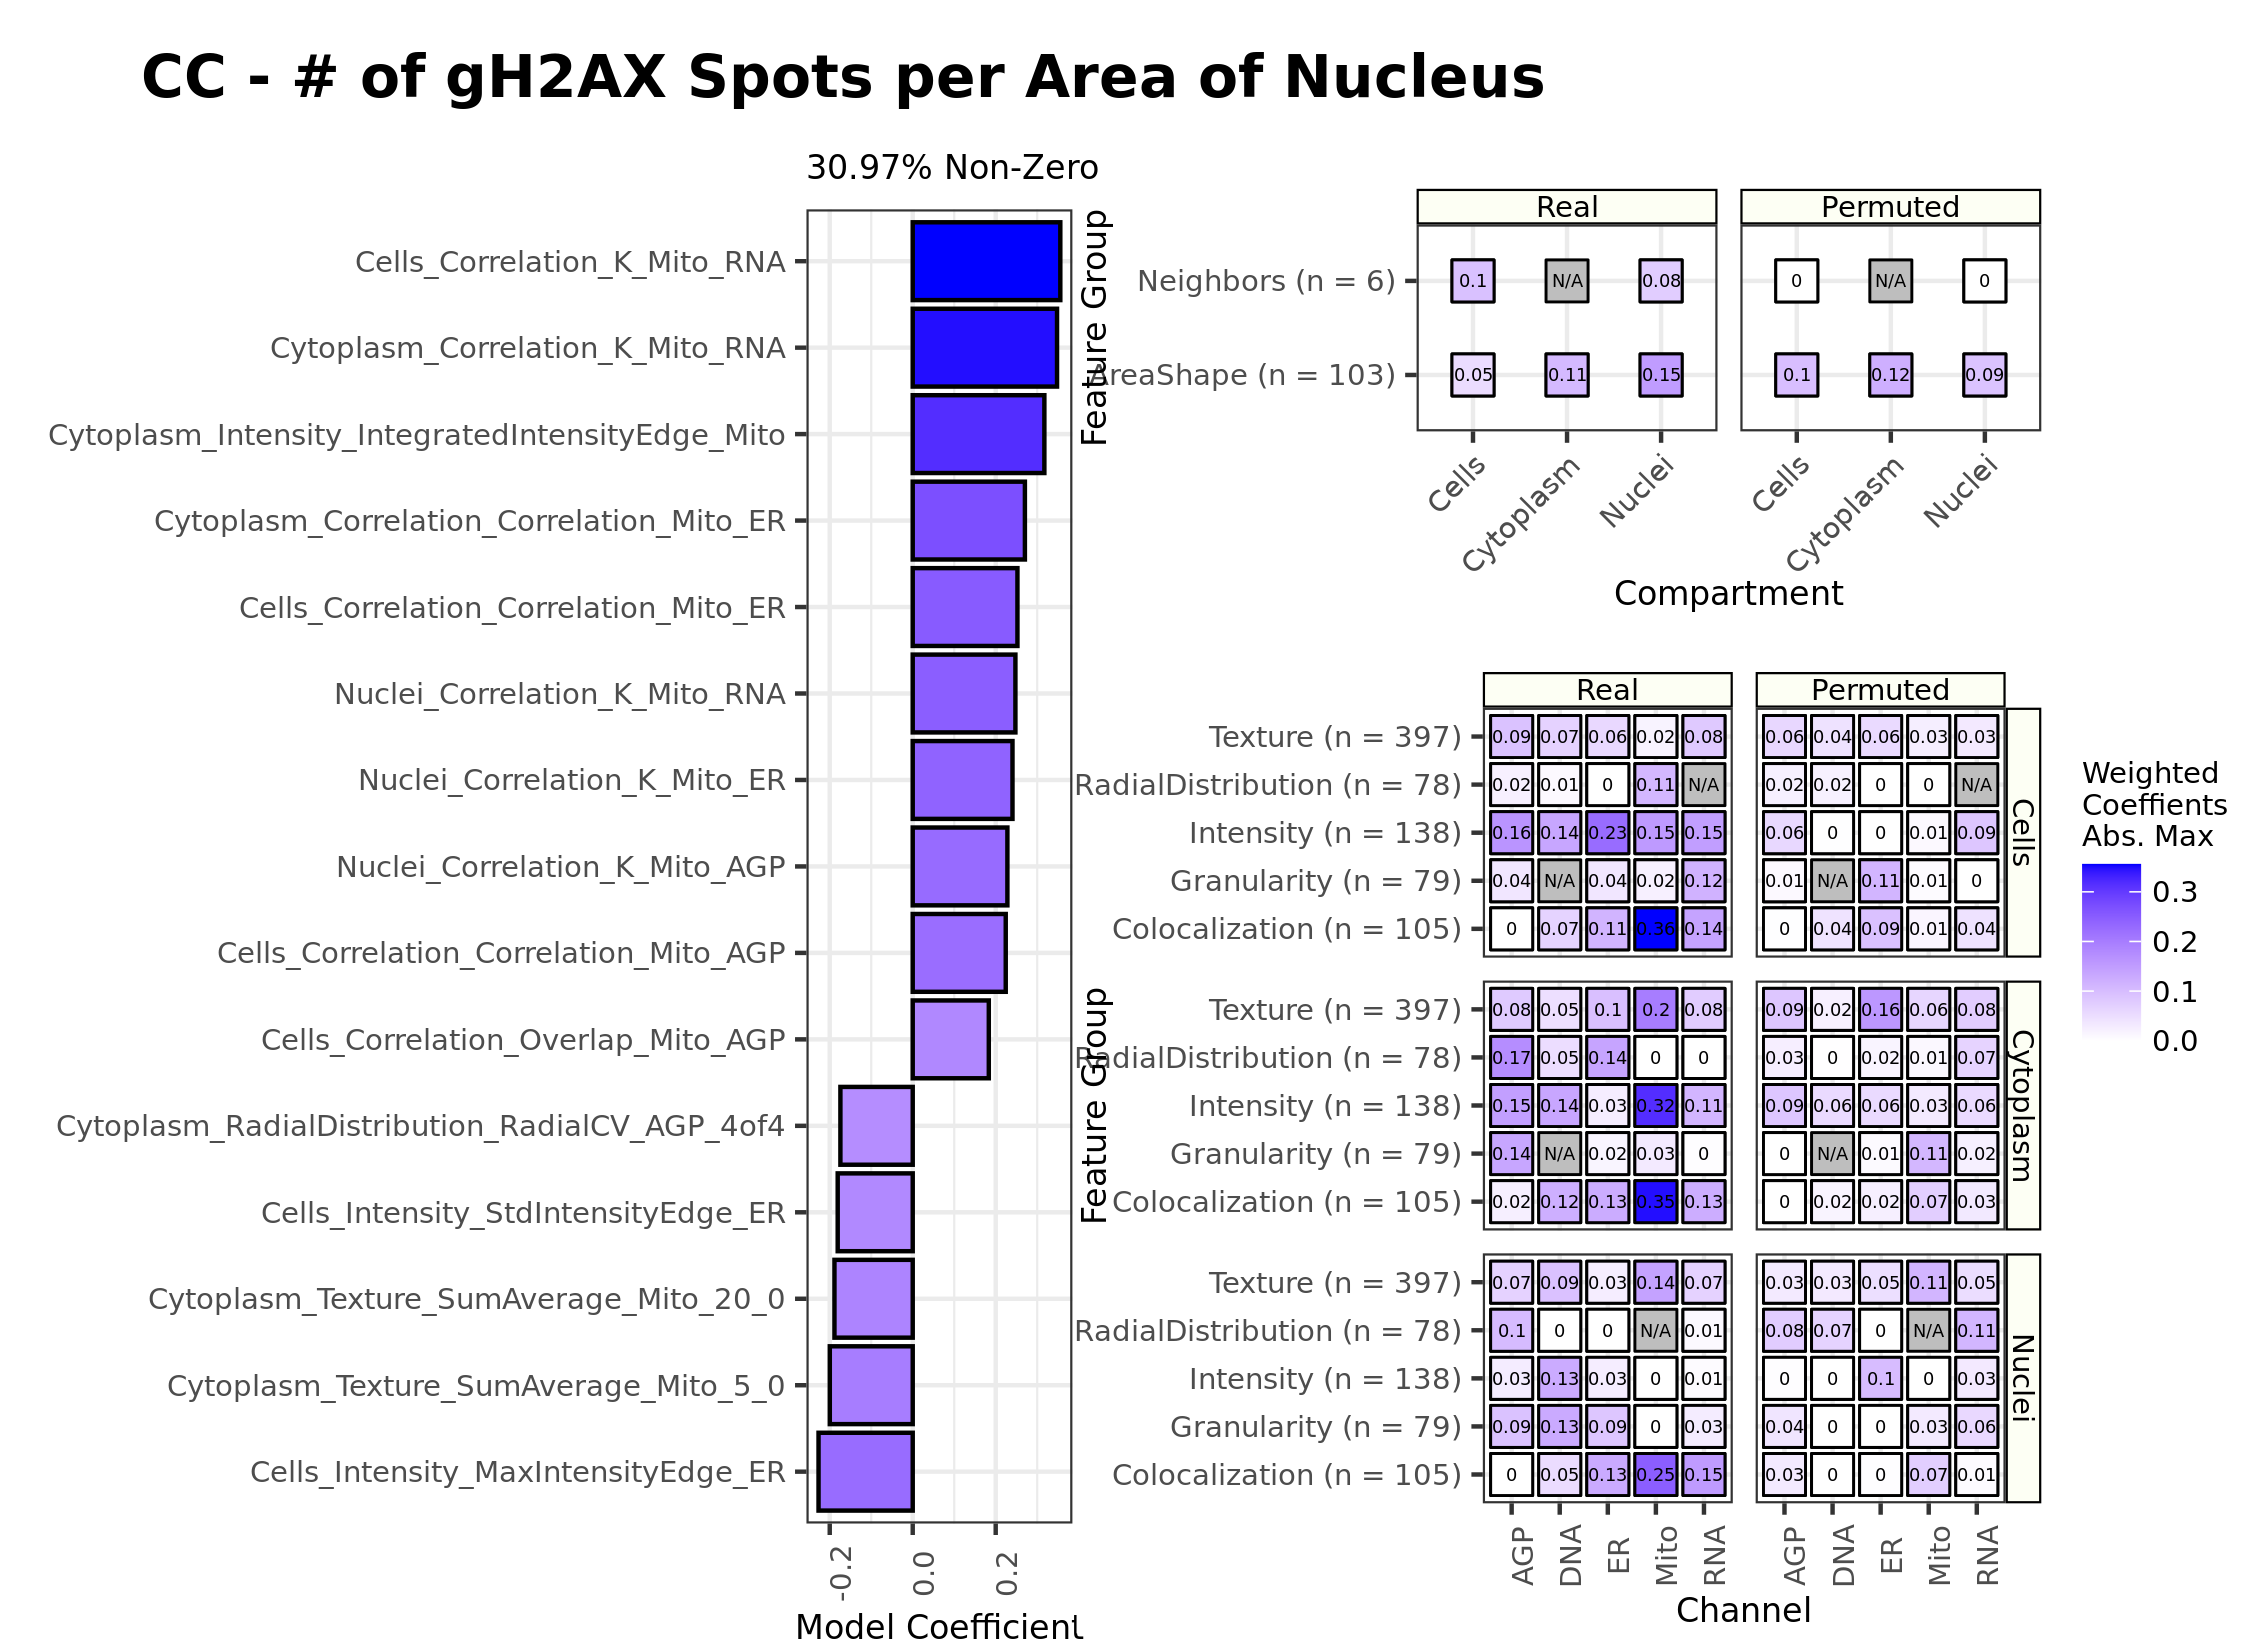 CC - # of gH2AX Spots per Area of Nucleus
30.97% Non-Zero
Cells_Correlation_K_Mito_RNA
Cytoplasm_Correlation_K_Mito_RNA
Cytoplasm_Intensity_IntegratedIntensityEdge_Mito
Cytoplasm_Correlation_Correlation_Mito_ER
Cells_Correlation_Correlation_Mito_ER
Nuclei_Correlation_K_Mito_RNA
Nuclei_Correlation_K_Mito_ER
Nuclei_Correlation_K_Mito_AGP
Cells_Correlation_Correlation_Mito_AGP
Cells_Correlation_Overlap_Mito_AGP
Cytoplasm_RadialDistribution_RadialCV_AGP_4of4
Cells_Intensity_StdIntensityEdge_ER
Cytoplasm_Texture_SumAverage_Mito_20_0
Cytoplasm_Texture_SumAverage_Mito_5_0
Cells_Intensity_MaxIntensityEdge_ER
-0.2 0.0 0.2
Model Coefficient
Feature Group
Real Permuted
Neighbors (n = 6) 0.1 N/A 0.08 0 N/A 0
AreaShape (n = 103) 0.05 0.11 0.15 0.1 0.12 0.09
Cells Cytoplasm Nuclei Cells Cytoplasm Nuclei
Compartment
Feature Group
Real Permuted
Texture (n = 397) 0.09 0.07 0.06 0.02 0.08 0.06 0.04 0.06 0.03 0.03
RadialDistribution (n = 78) 0.02 0.01 0 0.11 N/A 0.02 0.02 0 0 N/A
Intensity (n = 138) 0.16 0.14 0.23 0.15 0.15 0.06 0 0 0.01 0.09
Granularity (n = 79) 0.04 N/A 0.04 0.02 0.12 0.01 N/A 0.11 0.01 0
Colocalization (n = 105) 0 0.07 0.11 0.36 0.14 0 0.04 0.09 0.01 0.04
Cells
Texture (n = 397) 0.08 0.05 0.1 0.2 0.08 0.09 0.02 0.16 0.06 0.08
RadialDistribution (n = 78) 0.17 0.05 0.14 0 0 0.03 0 0.02 0.01 0.07
Intensity (n = 138) 0.15 0.14 0.03 0.32 0.11 0.09 0.06 0.06 0.03 0.06
Granularity (n = 79) 0.14 N/A 0.02 0.03 0 0 N/A 0.01 0.11 0.02
Colocalization (n = 105) 0.02 0.12 0.13 0.35 0.13 0 0.02 0.02 0.07 0.03
Cytoplasm
Texture (n = 397) 0.07 0.09 0.03 0.14 0.07 0.03 0.03 0.05 0.11 0.05
RadialDistribution (n = 78) 0.1 0 0 N/A 0.01 0.08 0.07 0 N/A 0.11
Intensity (n = 138) 0.03 0.13 0.03 0 0.01 0 0 0.1 0 0.03
Granularity (n = 79) 0.09 0.13 0.09 0 0.03 0.04 0 0 0.03 0.06
Colocalization (n = 105) 0 0.05 0.13 0.25 0.15 0.03 0 0 0.07 0.01
Nuclei
AGP DNA ER Mito RNA AGP DNA ER Mito RNA
Channel
Weighted
Coeffients
Abs. Max
0.3
0.2
0.1
0.0